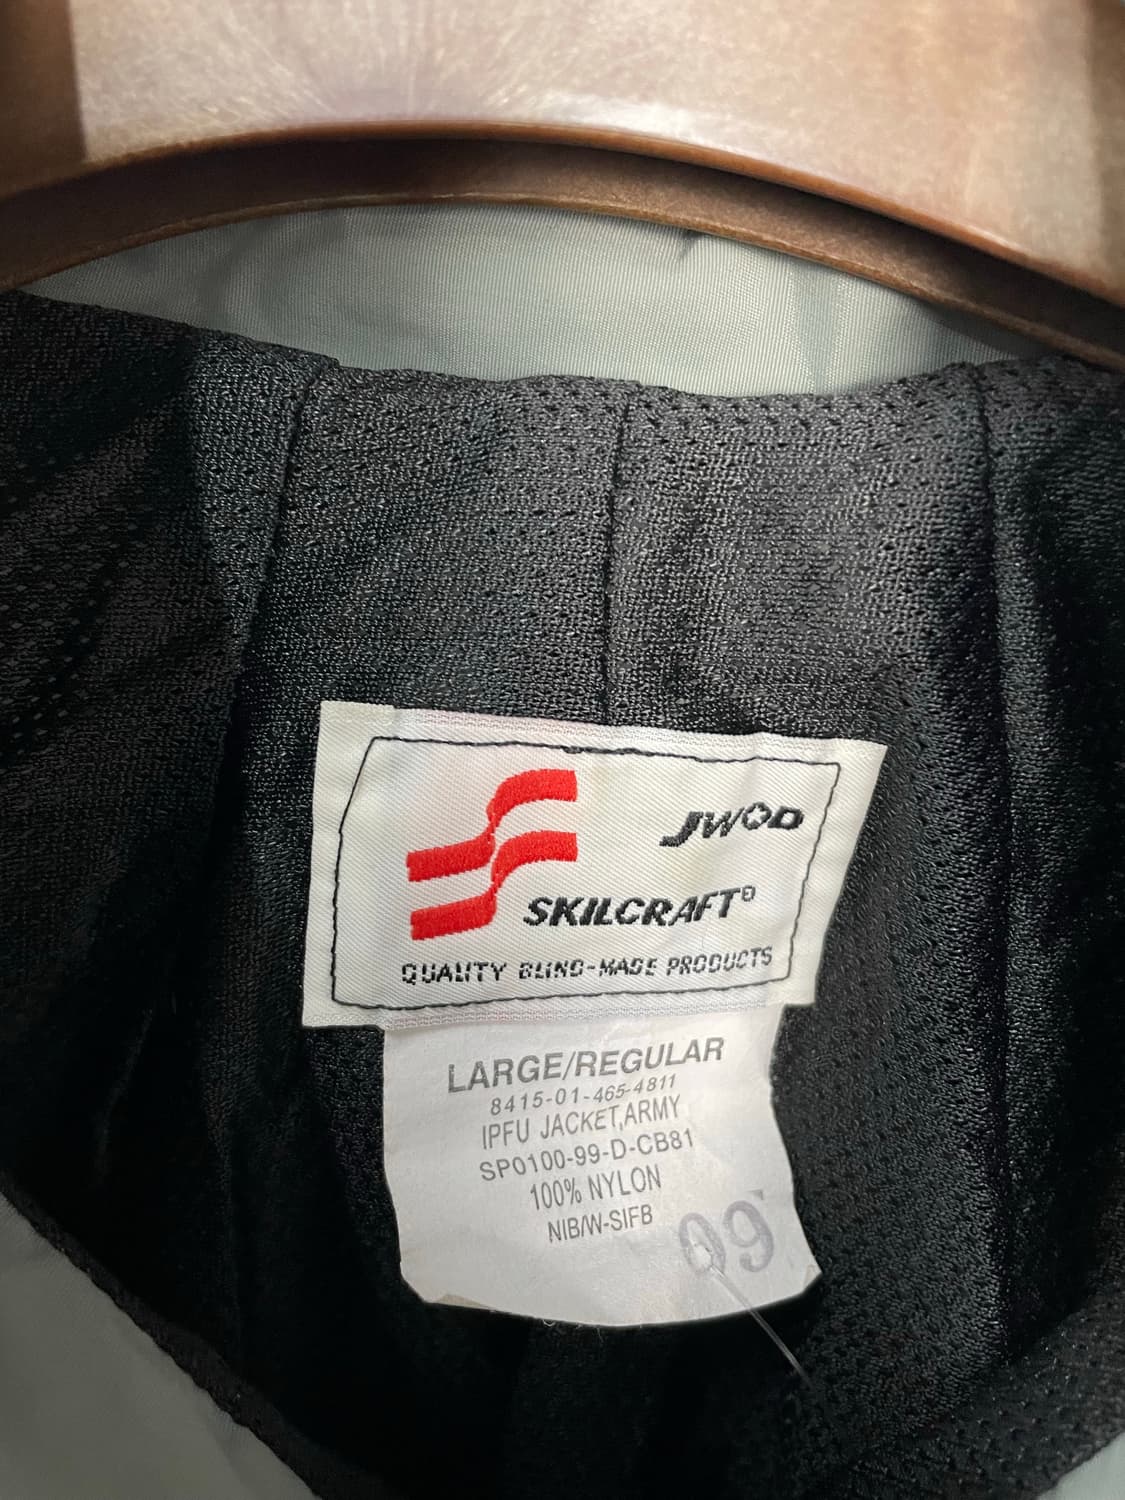 JWOD
SKILCRAFT®
QUALITY BLIND-MADE PRODUCTS
LARGE/REGULAR
8415-01-465-4811
IPFU JACKET,ARMY
SP0100-99-D-CB81
100% NYLON
NIB/W-SIFB
09